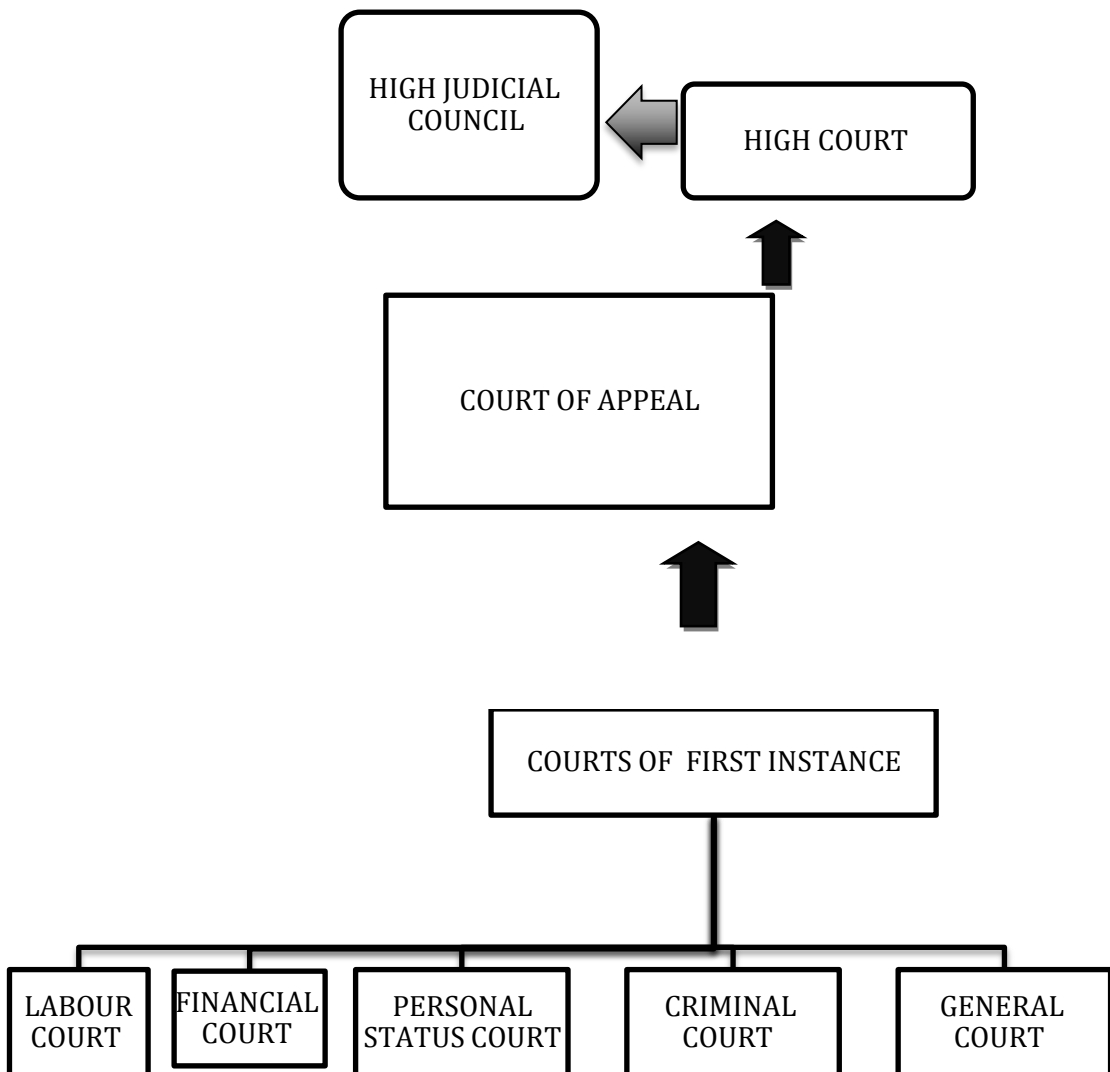 HIGH JUDICIAL
COUNCIL
HIGH COURT
COURT OF APPEAL
COURTS OF FIRST INSTANCE
LABOUR
COURT
FINANCIAL
COURT
PERSONAL
STATUS COURT
CRIMINAL
COURT
GENERAL
COURT